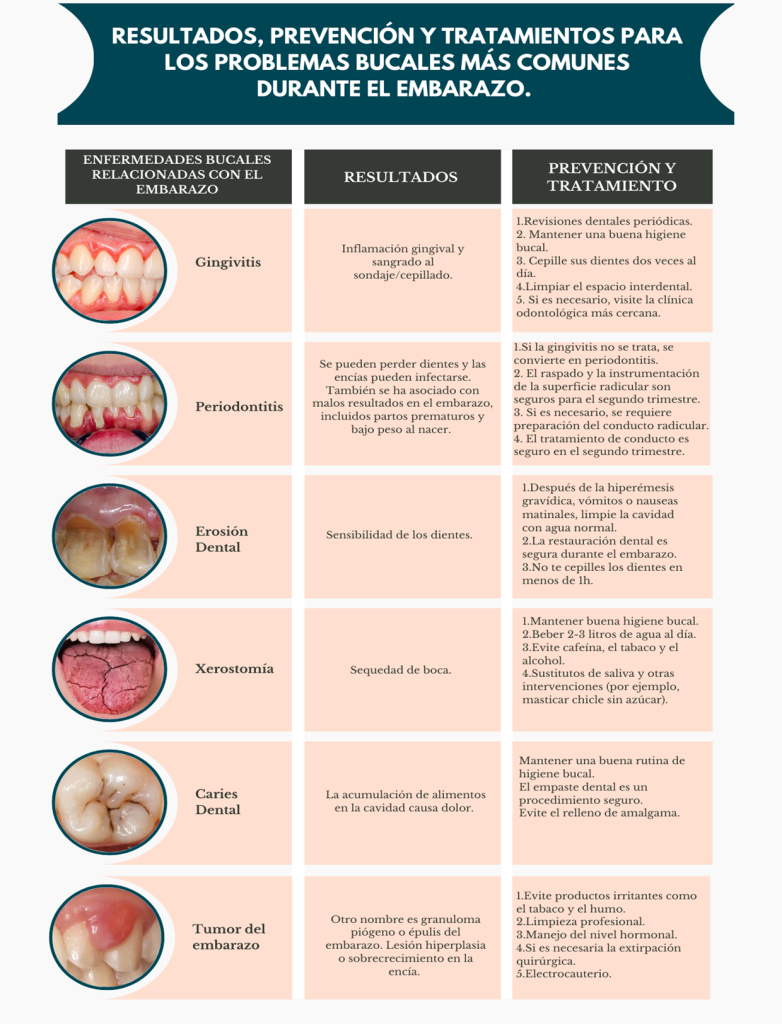 RESULTADOS, PREVENCIÓN Y TRATAMIENTOS PARA
LOS PROBLEMAS BUCALES MÁS COMUNES
DURANTE EL EMBARAZO.
ENFERMEDADES BUCALES
RELACIONADAS CON EL
EMBARAZO
RESULTADOS
PREVENCIÓN Y
TRATAMIENTO
Gingivitis
Inflamación gingival y
sangrado al
sondaje/cepillado.
1.Revisiones dentales periódicas.
2. Mantener una buena higiene
bucal.
3. Cepille sus dientes dos veces al
día.
4.Limpiar el espacio interdental.
5. Si es necesario, visite la clínica
odontológica más cercana.
Periodontitis
Se pueden perder dientes y las
encías pueden infectarse.
También se ha asociado con
malos resultados en el embarazo,
incluidos partos prematuros y
bajo peso al nacer.
1.Si la gingivitis no se trata, se
convierte en periodontitis.
2. El raspado y la instrumentación
de la superficie radicular son
seguros para el segundo trimestre.
3. Si es necesario, se requiere
preparación del conducto radicular.
4. El tratamiento de conducto es
seguro en el segundo trimestre.
Erosión
Dental
Sensibilidad de los dientes.
1.Después de la hiperémesis
gravídica, vómitos o nauseas
matinales, limpie la cavidad
con agua normal.
2.La restauración dental es
segura durante el embarazo.
3.No te cepilles los dientes en
menos de 1h.
Xerostomía
Sequedad de boca.
1.Mantener buena higiene bucal.
2.Beber 2-3 litros de agua al día.
3.Evite cafeína, el tabaco y el
alcohol.
4.Sustitutos de saliva y otras
intervenciones (por ejemplo,
masticar chicle sin azúcar).
Caries
Dental
La acumulación de alimentos
en la cavidad causa dolor.
Mantener una buena rutina de
higiene bucal.
El empaste dental es un
procedimiento seguro.
Evite el relleno de amalgama.
Tumor del
embarazo
Otro nombre es granuloma
piógeno o épulis del
embarazo. Lesión hiperplasia
o sobrecrecimiento en la
encía.
1.Evite productos irritantes como
el tabaco y el humo.
2.Limpieza profesional.
3.Manejo del nivel hormonal.
4.Si es necesaria la extirpación
quirúrgica.
5.Electrocauterio.